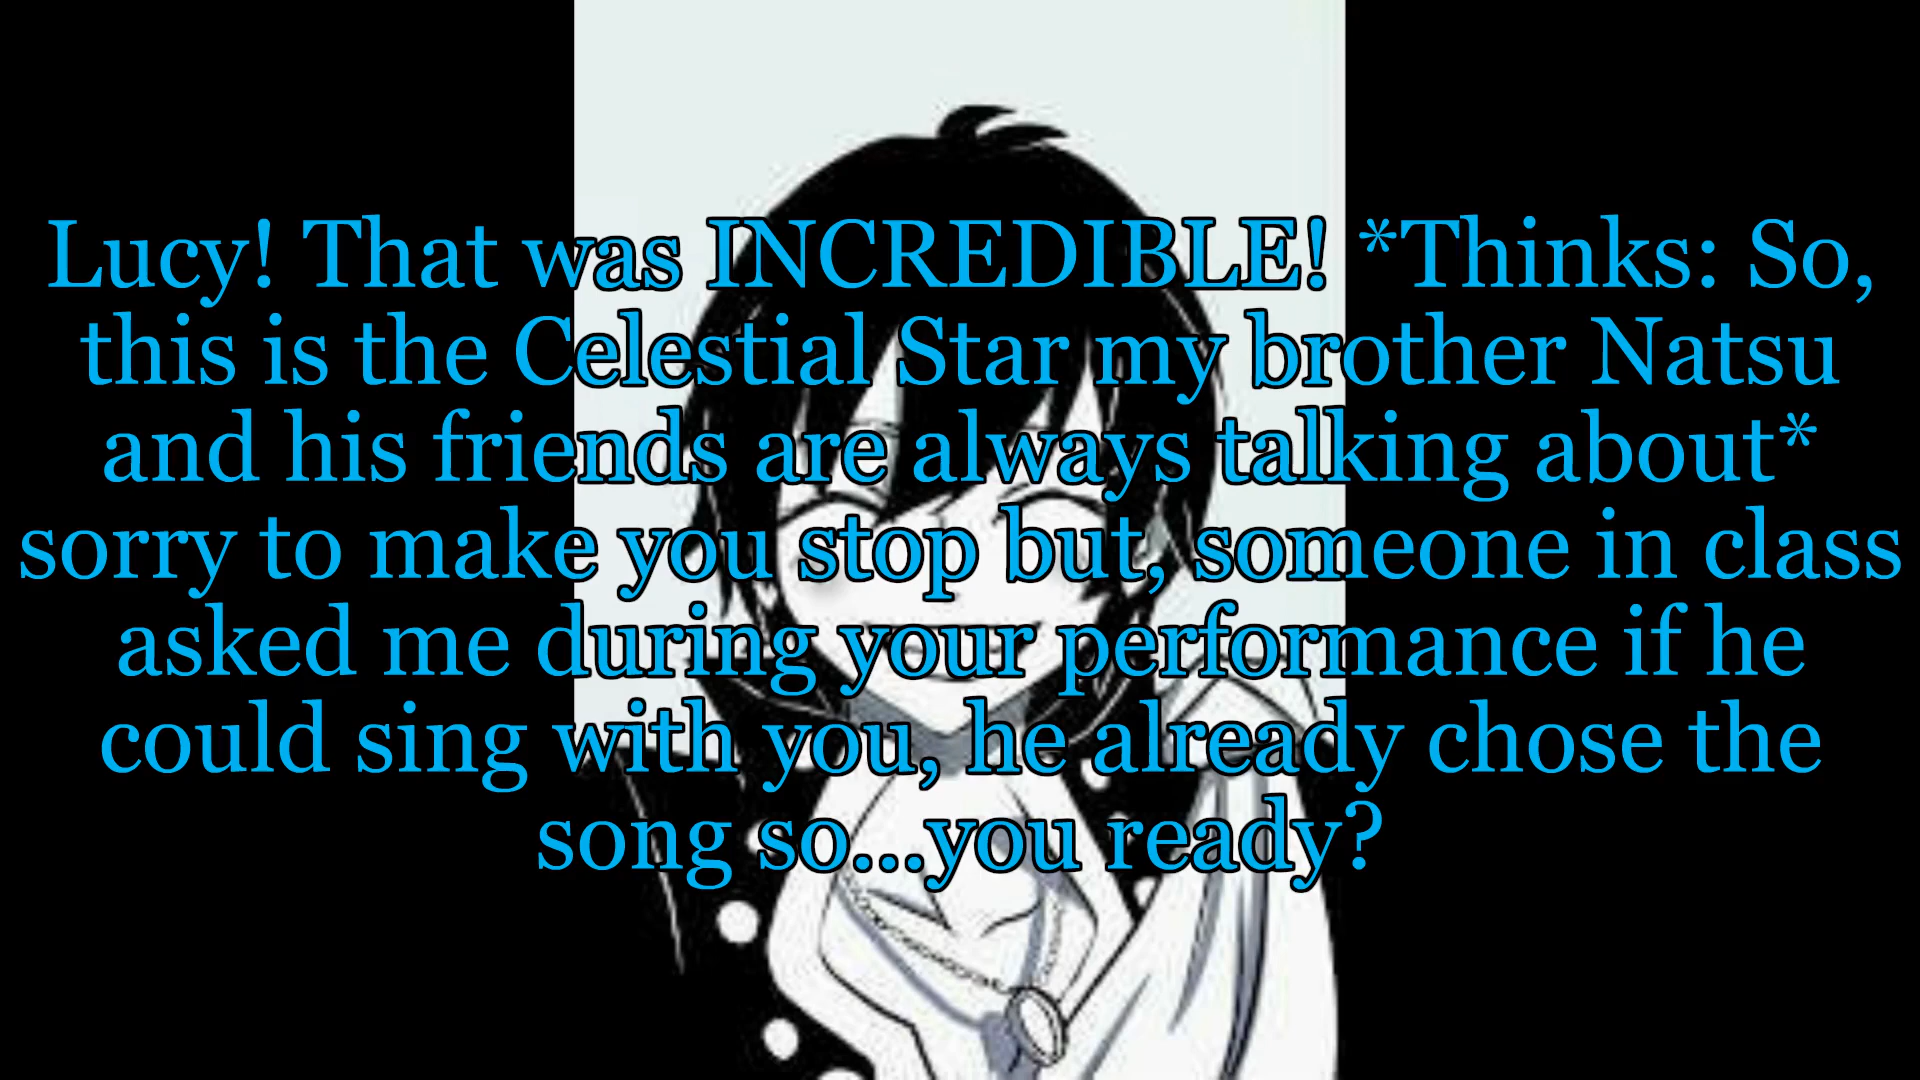 Lucy! That was INCREDIBLE! *Thinks: So,
this is the Celestial Star my brother Natsu
and his friends are always talking about*
sorry to make you stop but, someone in class
asked me during your performance if he
could sing with you, he already chose the
song so...you ready?